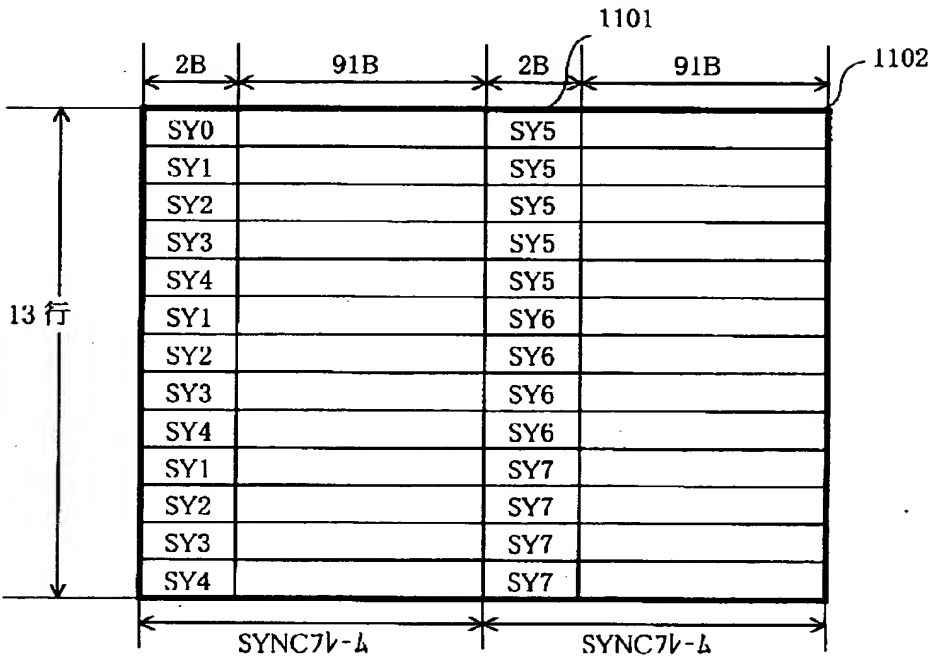 1101
1102
2B 91B 2B 91B
SY0 SY5
SY1 SY5
SY2 SY5
SY3 SY5
SY4 SY5
13 行
SY1 SY6
SY2 SY6
SY3 SY6
SY4 SY6
SY1 SY7
SY2 SY7
SY3 SY7
SY4 SY7
SYNCフレーム SYNCフレーム